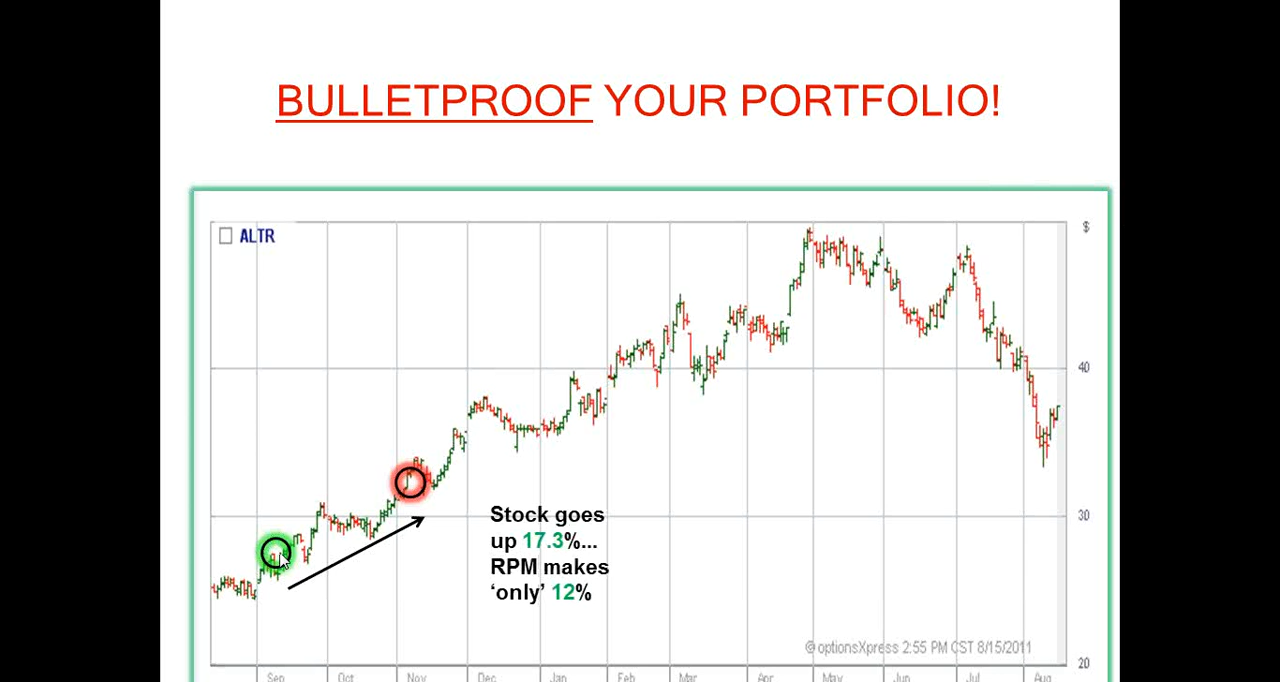 BULLETPROOF YOUR PORTFOLIO!
ALTR
$
40
30
20
Stock goes
up 17.3%...
RPM makes
‘only’ 12%
@optionsXpress 2:55 PM CST 8/15/2011
Sep Oct Nov Dec Jan Feb Mar Apr May Jun Jul Aug